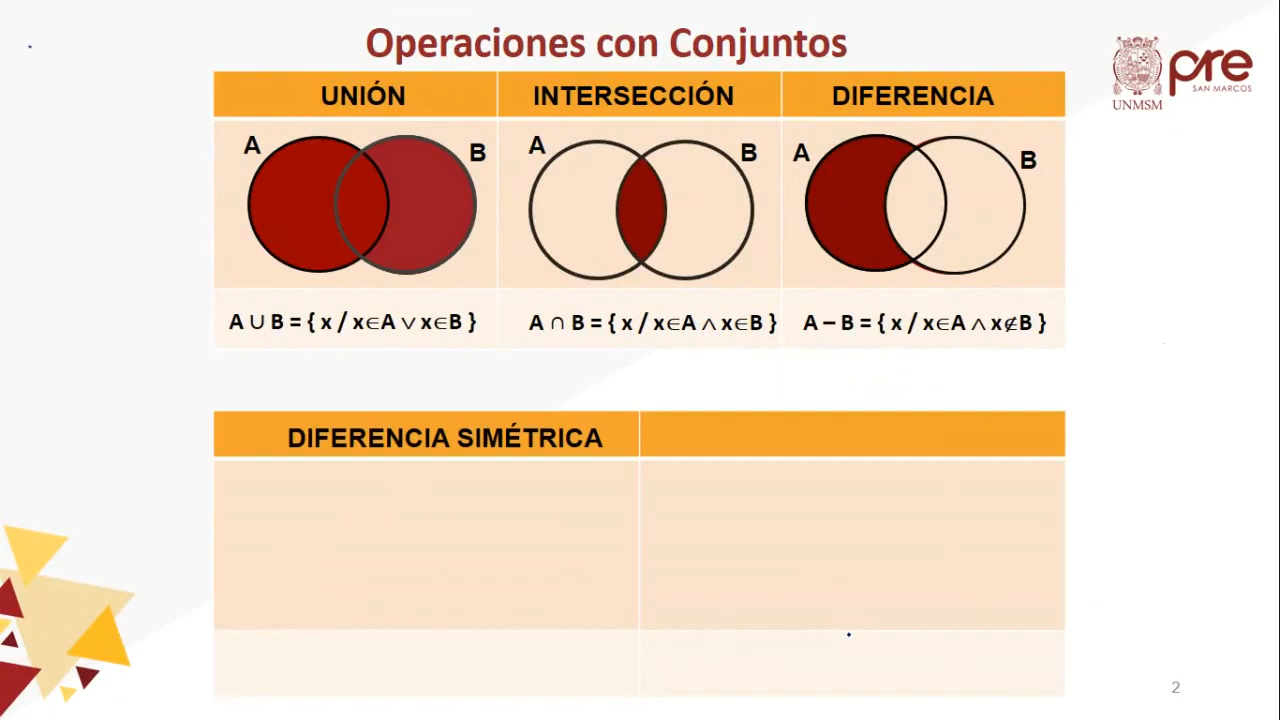 Operaciones con Conjuntos
pre
SAN MARCOS
UNMSM
UNIÓN INTERSECCIÓN DIFERENCIA
A B A B A B
A ∪ B = { x / x∈A ∨ x∈B } A ∩ B = { x / x∈A ∧ x∈B } A – B = { x / x∈A ∧ x∉B }
DIFERENCIA SIMÉTRICA
2